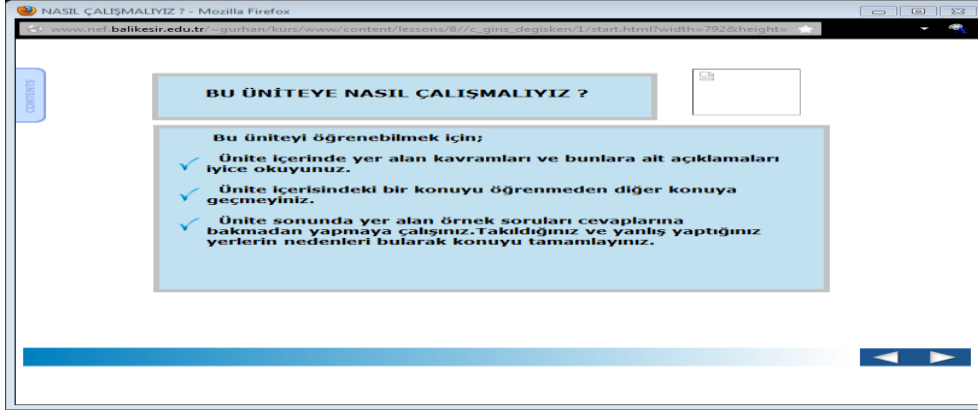 NASIL ÇALIŞMALIYIZ ? - Mozilla Firefox
www.nef.balikesir.edu.tr/~gurhan/kurs/www/content/lessons/8//c_giris_degisken/1/start.html?width=792&height=
CONTENTS
BU ÜNİTEYE NASIL ÇALIŞMALIYIZ ?
Bu üniteyi öğrenebilmek için;
Ünite içerinde yer alan kavramları ve bunlara ait açıklamaları
iyice okuyunuz.
Ünite içerisindeki bir konuyu öğrenmeden diğer konuya
geçmeyiniz.
Ünite sonunda yer alan örnek soruları cevaplarına
bakmadan yapmaya çalışınız.Takıldığınız ve yanlış yaptığınız
yerlerin nedenleri bularak konuyu tamamlayınız.